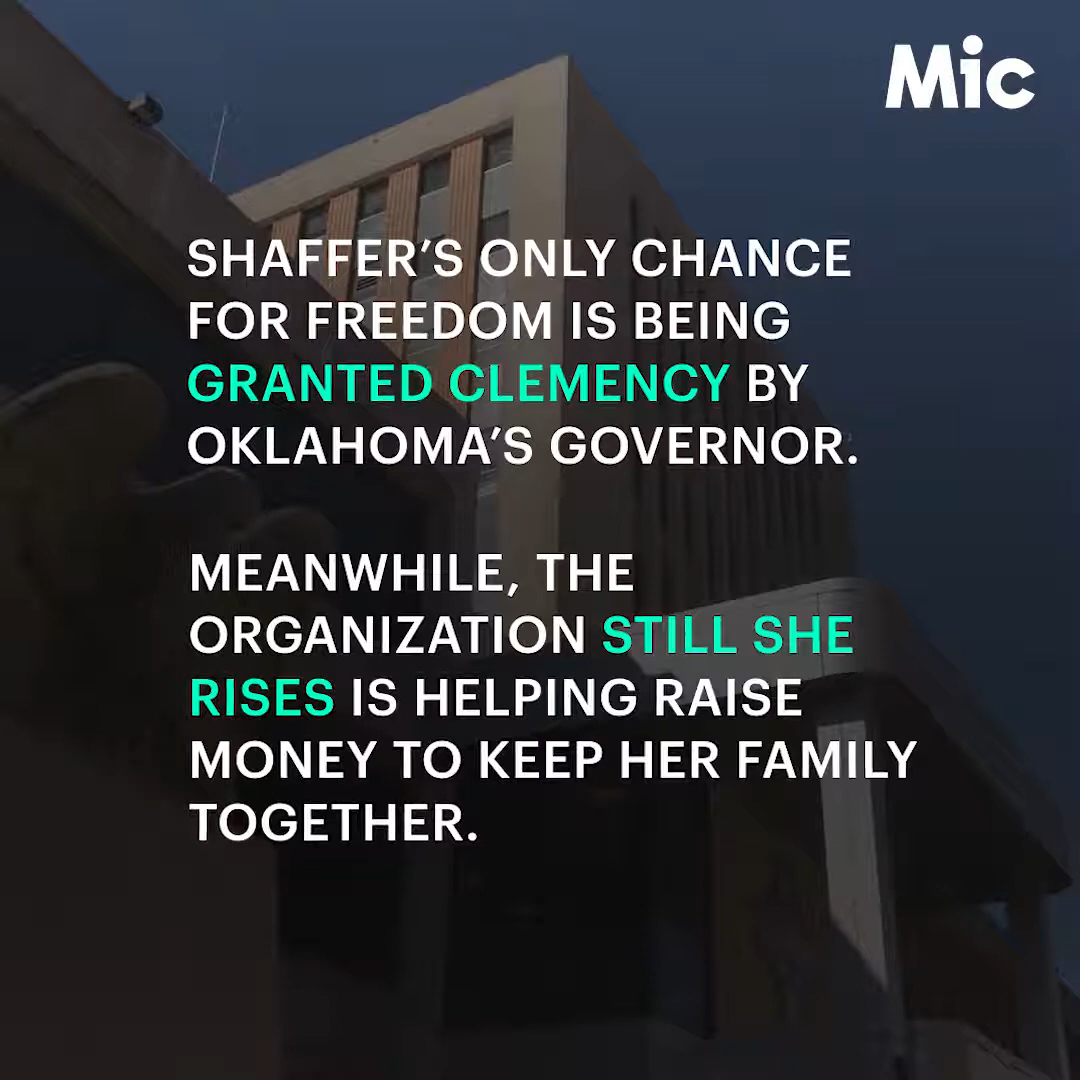 Mic
SHAFFER’S ONLY CHANCE
FOR FREEDOM IS BEING
GRANTED CLEMENCY BY
OKLAHOMA’S GOVERNOR.
MEANWHILE, THE
ORGANIZATION STILL SHE
RISES IS HELPING RAISE
MONEY TO KEEP HER FAMILY
TOGETHER.